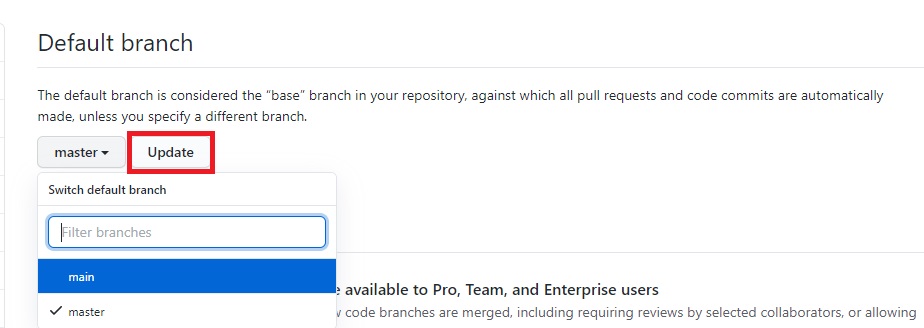 Default branch
The default branch is considered the “base” branch in your repository, against which all pull requests and code commits are automatically
made, unless you specify a different branch.
master Update
Switch default branch
Filter branches
main
available to Pro, Team, and Enterprise users
master
code branches are merged, including requiring reviews by selected collaborators, or allowing